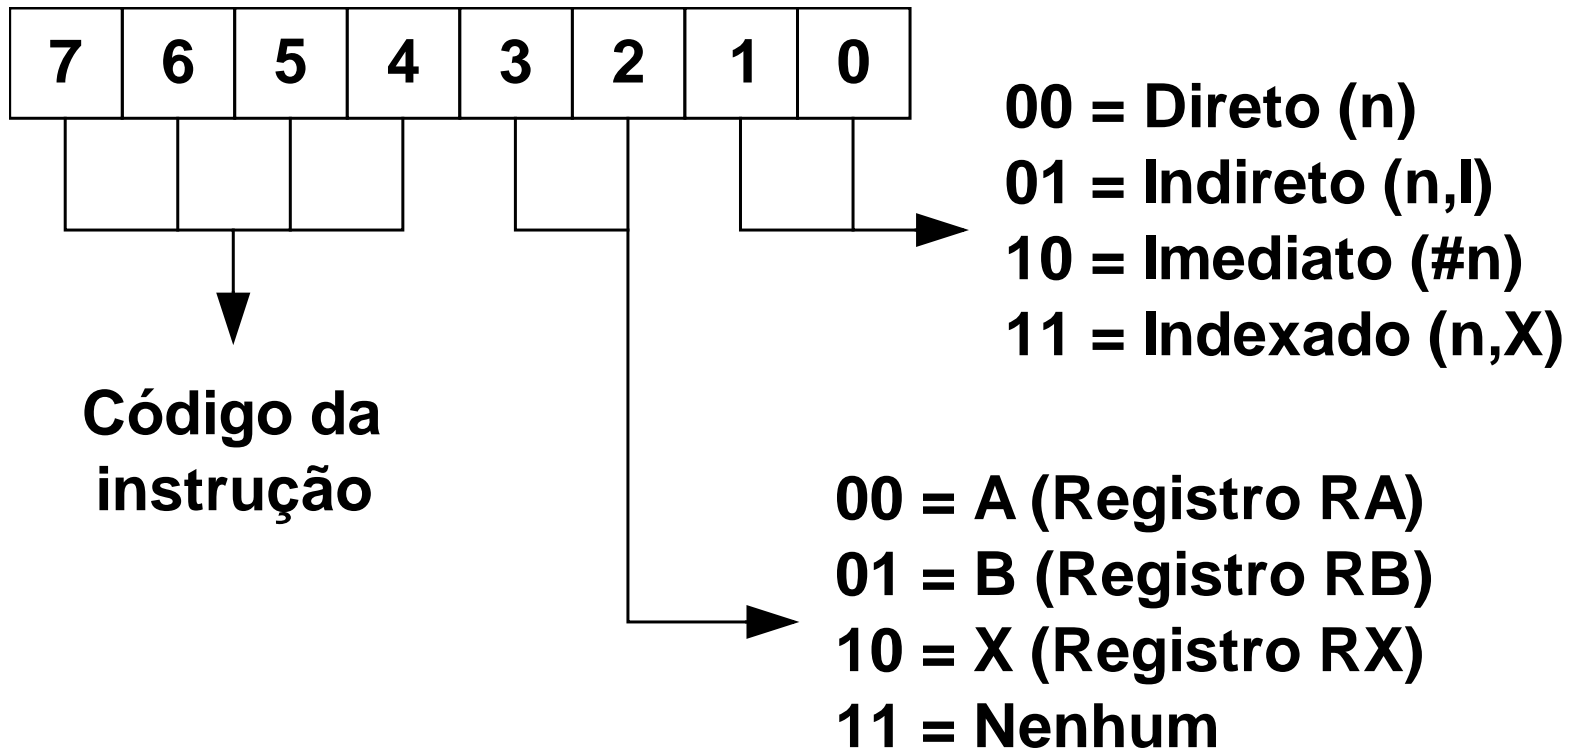 7 6 5 4 3 2 1 0
00 = Direto (n)
01 = Indireto (n,I)
10 = Imediato (#n)
11 = Indexado (n,X)
Código da
instrução
00 = A (Registro RA)
01 = B (Registro RB)
10 = X (Registro RX)
11 = Nenhum